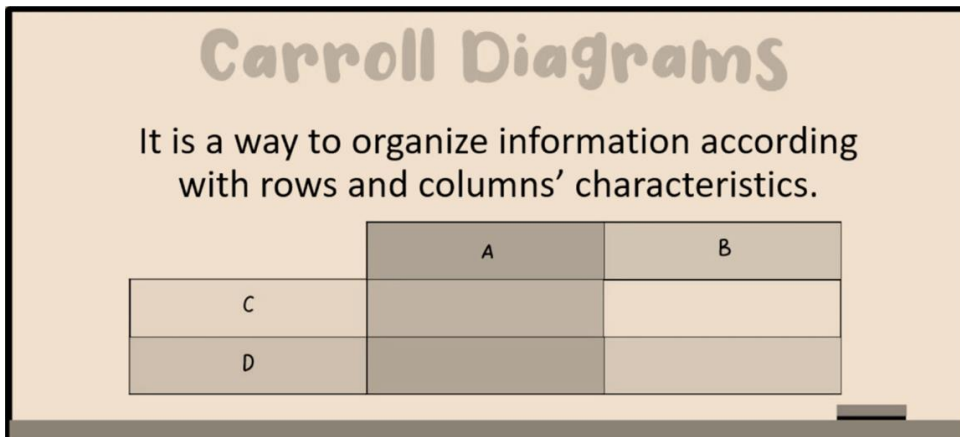 Carroll Diagrams
It is a way to organize information according
with rows and columns’ characteristics.
A B
C
D